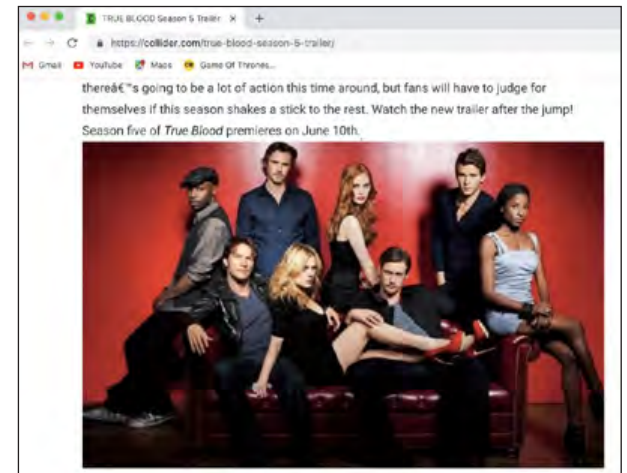 TRUE BLOOD Season 5 Trailer
https://collider.com/true-blood-season-5-trailer/
Gmail YouTube Maps Game Of Thrones...
thereâ€™s going to be a lot of action this time around, but fans will have to judge for
themselves if this season shakes a stick to the rest. Watch the new trailer after the jump!
Season five of True Blood premieres on June 10th.